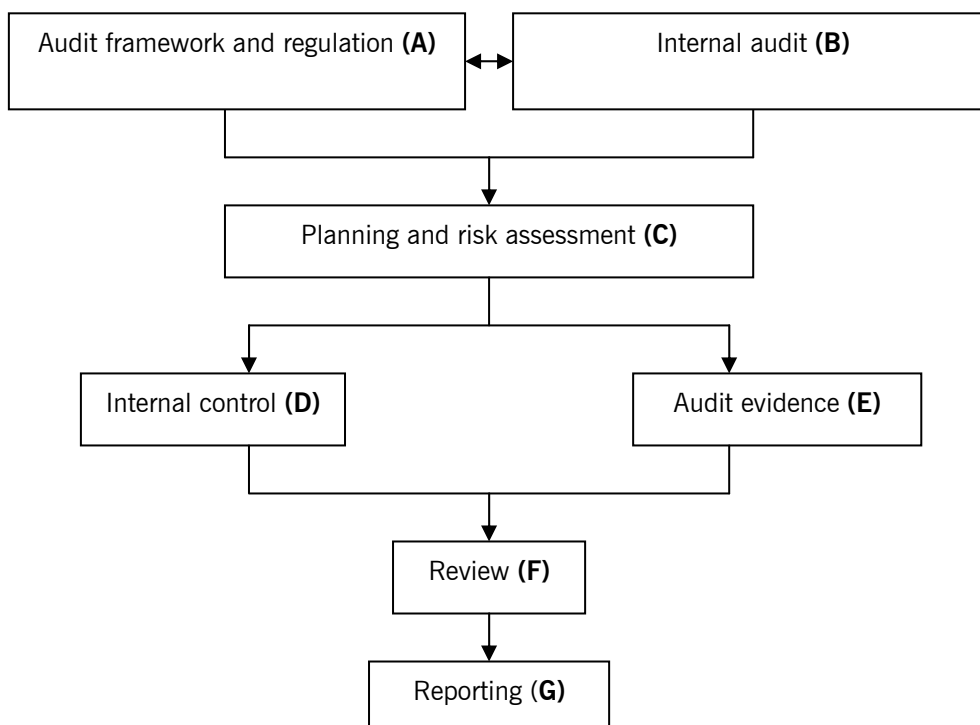 Audit framework and regulation (A)
Internal audit (B)
Planning and risk assessment (C)
Internal control (D)
Audit evidence (E)
Review (F)
Reporting (G)